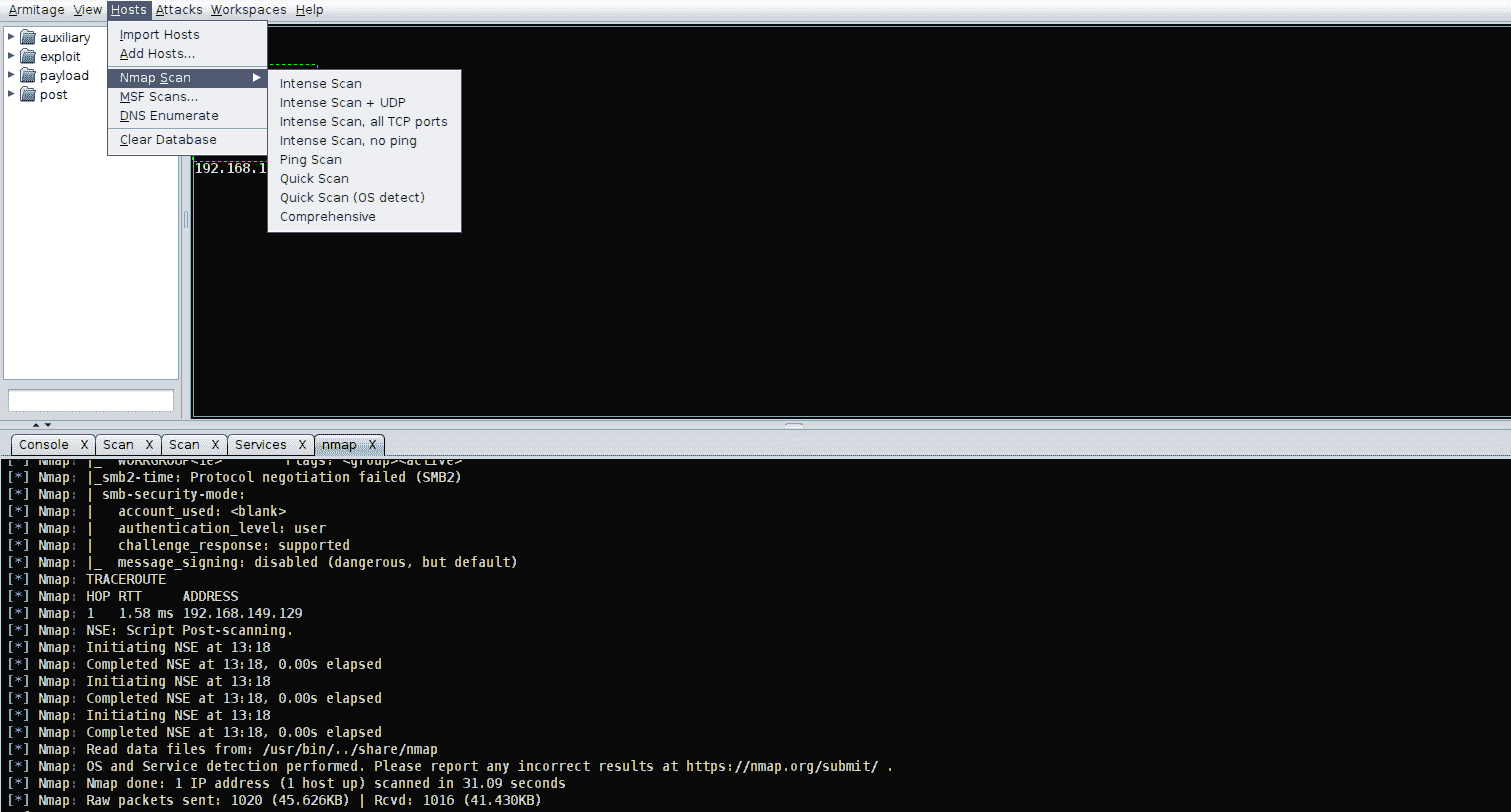 Armitage View Hosts Attacks Workspaces Help
auxiliary
exploit
payload
post
Import Hosts
Add Hosts...
Nmap Scan
MSF Scans...
DNS Enumerate
Clear Database
Intense Scan
Intense Scan + UDP
Intense Scan, all TCP ports
Intense Scan, no ping
Ping Scan
Quick Scan
Quick Scan (OS detect)
Comprehensive
192.168.1
Console X Scan X Scan X Services X nmap X
[*] Nmap: |_ WORKGROUP<1e> Flags: <group><active>
[*] Nmap: |_smb2-time: Protocol negotiation failed (SMB2)
[*] Nmap: | smb-security-mode:
[*] Nmap: |   account_used: <blank>
[*] Nmap: |   authentication_level: user
[*] Nmap: |   challenge_response: supported
[*] Nmap: |_  message_signing: disabled (dangerous, but default)
[*] Nmap: TRACEROUTE
[*] Nmap: HOP RTT     ADDRESS
[*] Nmap: 1   1.58 ms 192.168.149.129
[*] Nmap: NSE: Script Post-scanning.
[*] Nmap: Initiating NSE at 13:18
[*] Nmap: Completed NSE at 13:18, 0.00s elapsed
[*] Nmap: Initiating NSE at 13:18
[*] Nmap: Completed NSE at 13:18, 0.00s elapsed
[*] Nmap: Initiating NSE at 13:18
[*] Nmap: Completed NSE at 13:18, 0.00s elapsed
[*] Nmap: Read data files from: /usr/bin/../share/nmap
[*] Nmap: OS and Service detection performed. Please report any incorrect results at https://nmap.org/submit/ .
[*] Nmap: Nmap done: 1 IP address (1 host up) scanned in 31.09 seconds
[*] Nmap: Raw packets sent: 1020 (45.626KB) | Rcvd: 1016 (41.430KB)